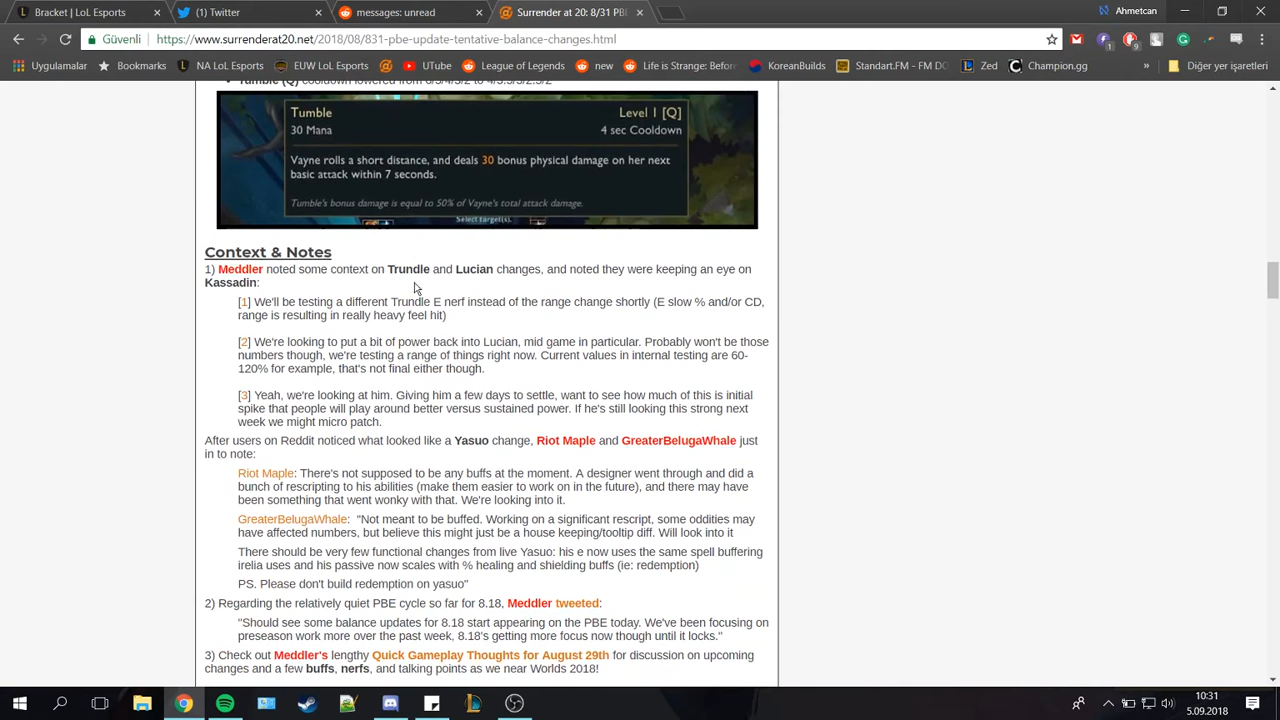 Bracket | LoL Esports
(1) Twitter
messages: unread
Surrender at 20: 8/31 PBE
Ahmetcan
Güvenli
https://www.surrenderat20.net/2018/08/831-pbe-update-tentative-balance-changes.html
Uygulamalar
Bookmarks
NA LoL Esports
EUW LoL Esports
UTube
League of Legends
new
Life is Strange: Befor
KoreanBuilds
Standart.FM - DO
Zed
Champion.gg
»
Diğer yer işaretleri
Tumble
Level 1 [Q]
30 Mana
4 sec Cooldown
Vayne rolls a short distance, and deals 30 bonus physical damage on her next
basic attack within 7 seconds.
Tumble's bonus damage is equal to 50% of Vayne's total attack damage.
Select target(s).
Context & Notes
1) Meddler noted some context on Trundle and Lucian changes, and noted they were keeping an eye on
Kassadin:
[1] We'll be testing a different Trundle E nerf instead of the range change shortly (E slow % and/or CD,
range is resulting in really heavy feel hit)
[2] We're looking to put a bit of power back into Lucian, mid game in particular. Probably won't be those
numbers though, we're testing a range of things right now. Current values in internal testing are 60-
120% for example, that's not final either though.
[3] Yeah, we're looking at him. Giving him a few days to settle, want to see how much of this is initial
spike that people will play around better versus sustained power. If he's still looking this strong next
week we might micro patch.
After users on Reddit noticed what looked like a Yasuo change, Riot Maple and GreaterBelugaWhale just
in to note:
Riot Maple: There's not supposed to be any buffs at the moment. A designer went through and did a
bunch of rescripting to his abilities (make them easier to work on in the future), and there may have
been something that went wonky with that. We're looking into it.
GreaterBelugaWhale:  "Not meant to be buffed. Working on a significant rescript, some oddities may
have affected numbers, but believe this might just be a house keeping/tooltip diff. Will look into it
There should be very few functional changes from live Yasuo: his e now uses the same spell buffering
irelia uses and his passive now scales with % healing and shielding buffs (ie: redemption)
PS. Please don't build redemption on yasuo"
2) Regarding the relatively quiet PBE cycle so far for 8.18, Meddler tweeted:
"Should see some balance updates for 8.18 start appearing on the PBE today. We've been focusing on
preseason work more over the past week, 8.18's getting more focus now though until it locks."
3) Check out Meddler's lengthy Quick Gameplay Thoughts for August 29th for discussion on upcoming
changes and a few buffs, nerfs, and talking points as we near Worlds 2018!
10:31
5.09.2018